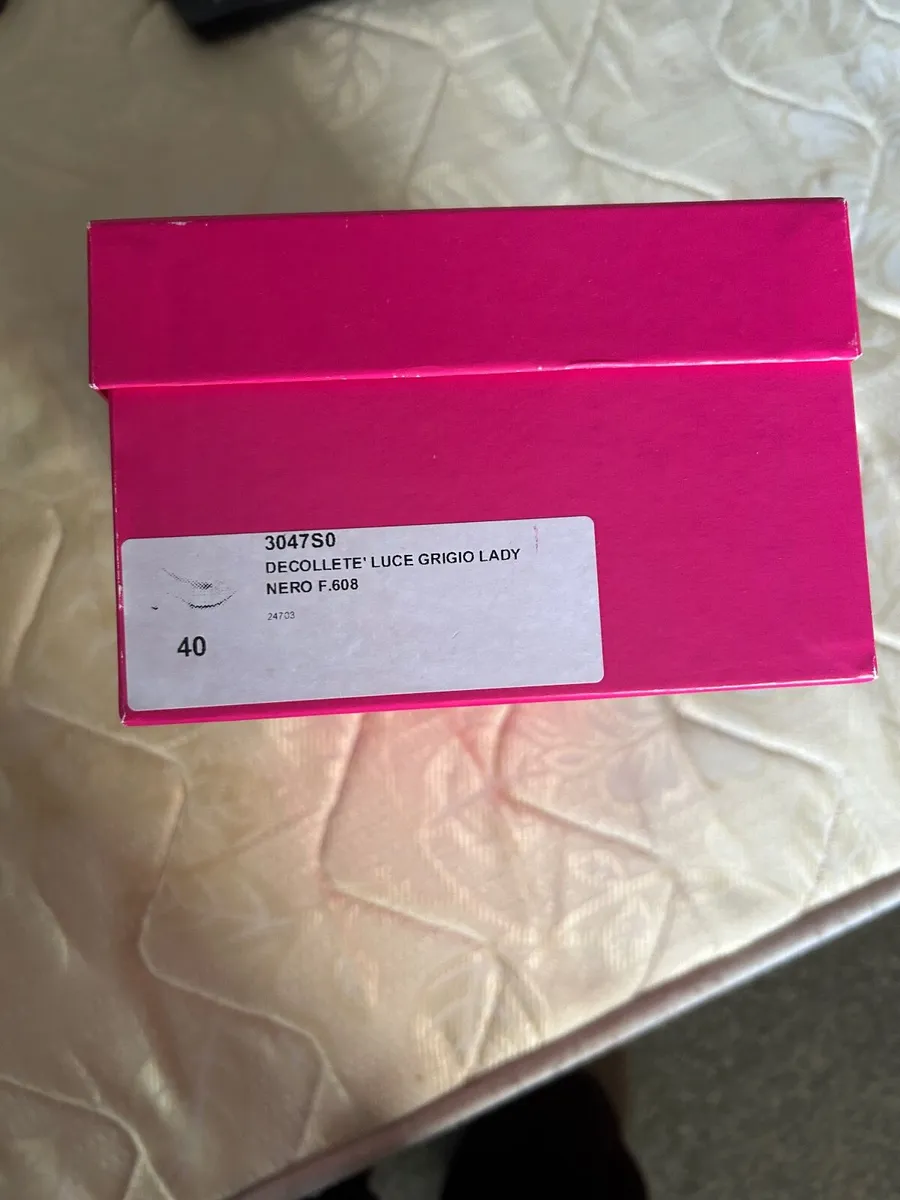 3047S0
DECOLLETE' LUCE GRIGIO LADY
NERO F.608
24703
40